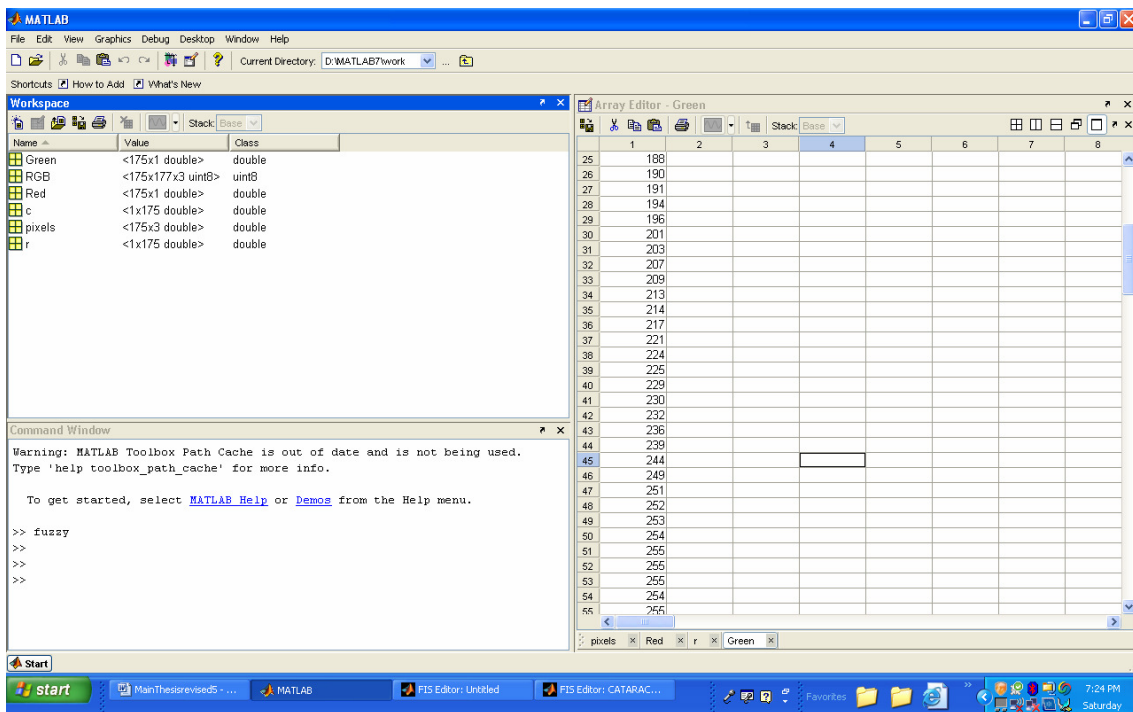 MATLAB
File Edit View Graphics Debug Desktop Window Help
Current Directory: D:\MATLAB7\work ...
Shortcuts How to Add What's New
Workspace
Stack: Base
Name Value Class
Green <175x1 double> double
RGB <175x177x3 uint8> uint8
Red <175x1 double> double
c <1x175 double> double
pixels <175x3 double> double
r <1x175 double> double
Command Window
Warning: MATLAB Toolbox Path Cache is out of date and is not being used.
Type 'help toolbox_path_cache' for more info.
To get started, select MATLAB Help or Demos from the Help menu.
>> fuzzy
>>
>>
>>
Array Editor - Green
Stack: Base
1 2 3 4 5 6 7 8
25 188
26 190
27 191
28 194
29 196
30 201
31 203
32 207
33 209
34 213
35 214
36 217
37 221
38 224
39 225
40 229
41 230
42 232
43 236
44 239
45 244
46 249
47 251
48 252
49 253
50 254
51 255
52 255
53 255
54 254
55 255
pixels Red r Green
Start
start MainThesisrevised5 - ... MATLAB FIS Editor: Untitled FIS Editor: CATARAC... Favorites 7:24 PM
Saturday